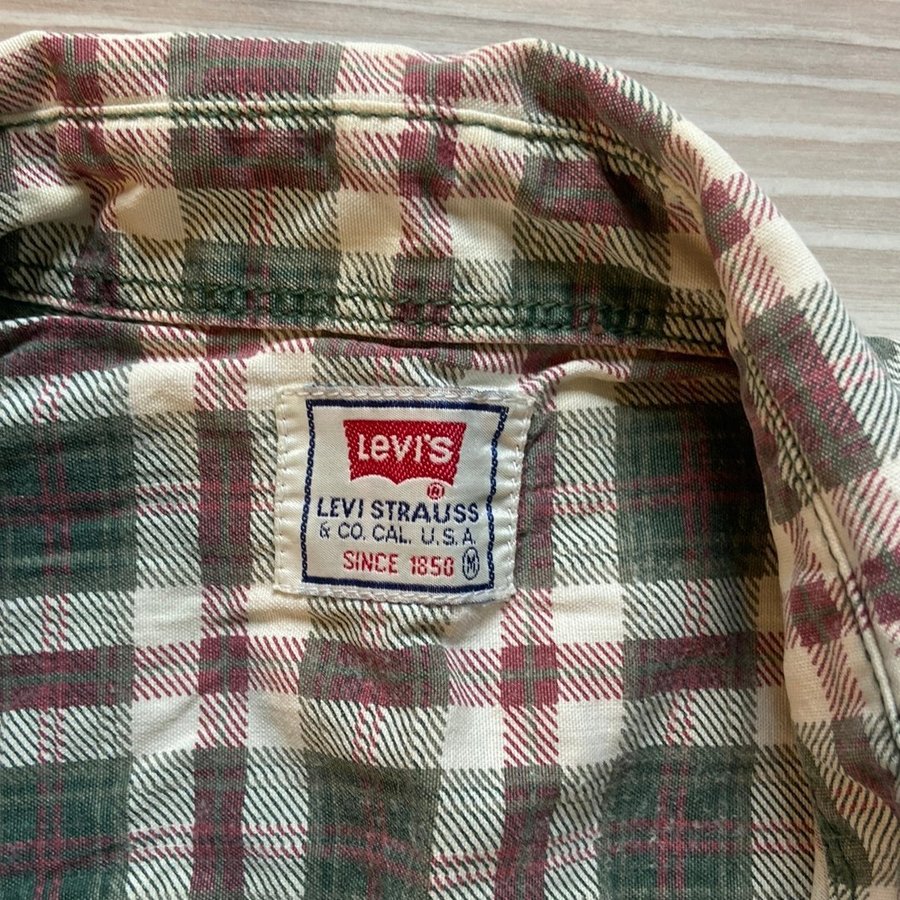 Levi's
®
LEVI STRAUSS
& CO. CAL. U.S.A.
SINCE 1850 M